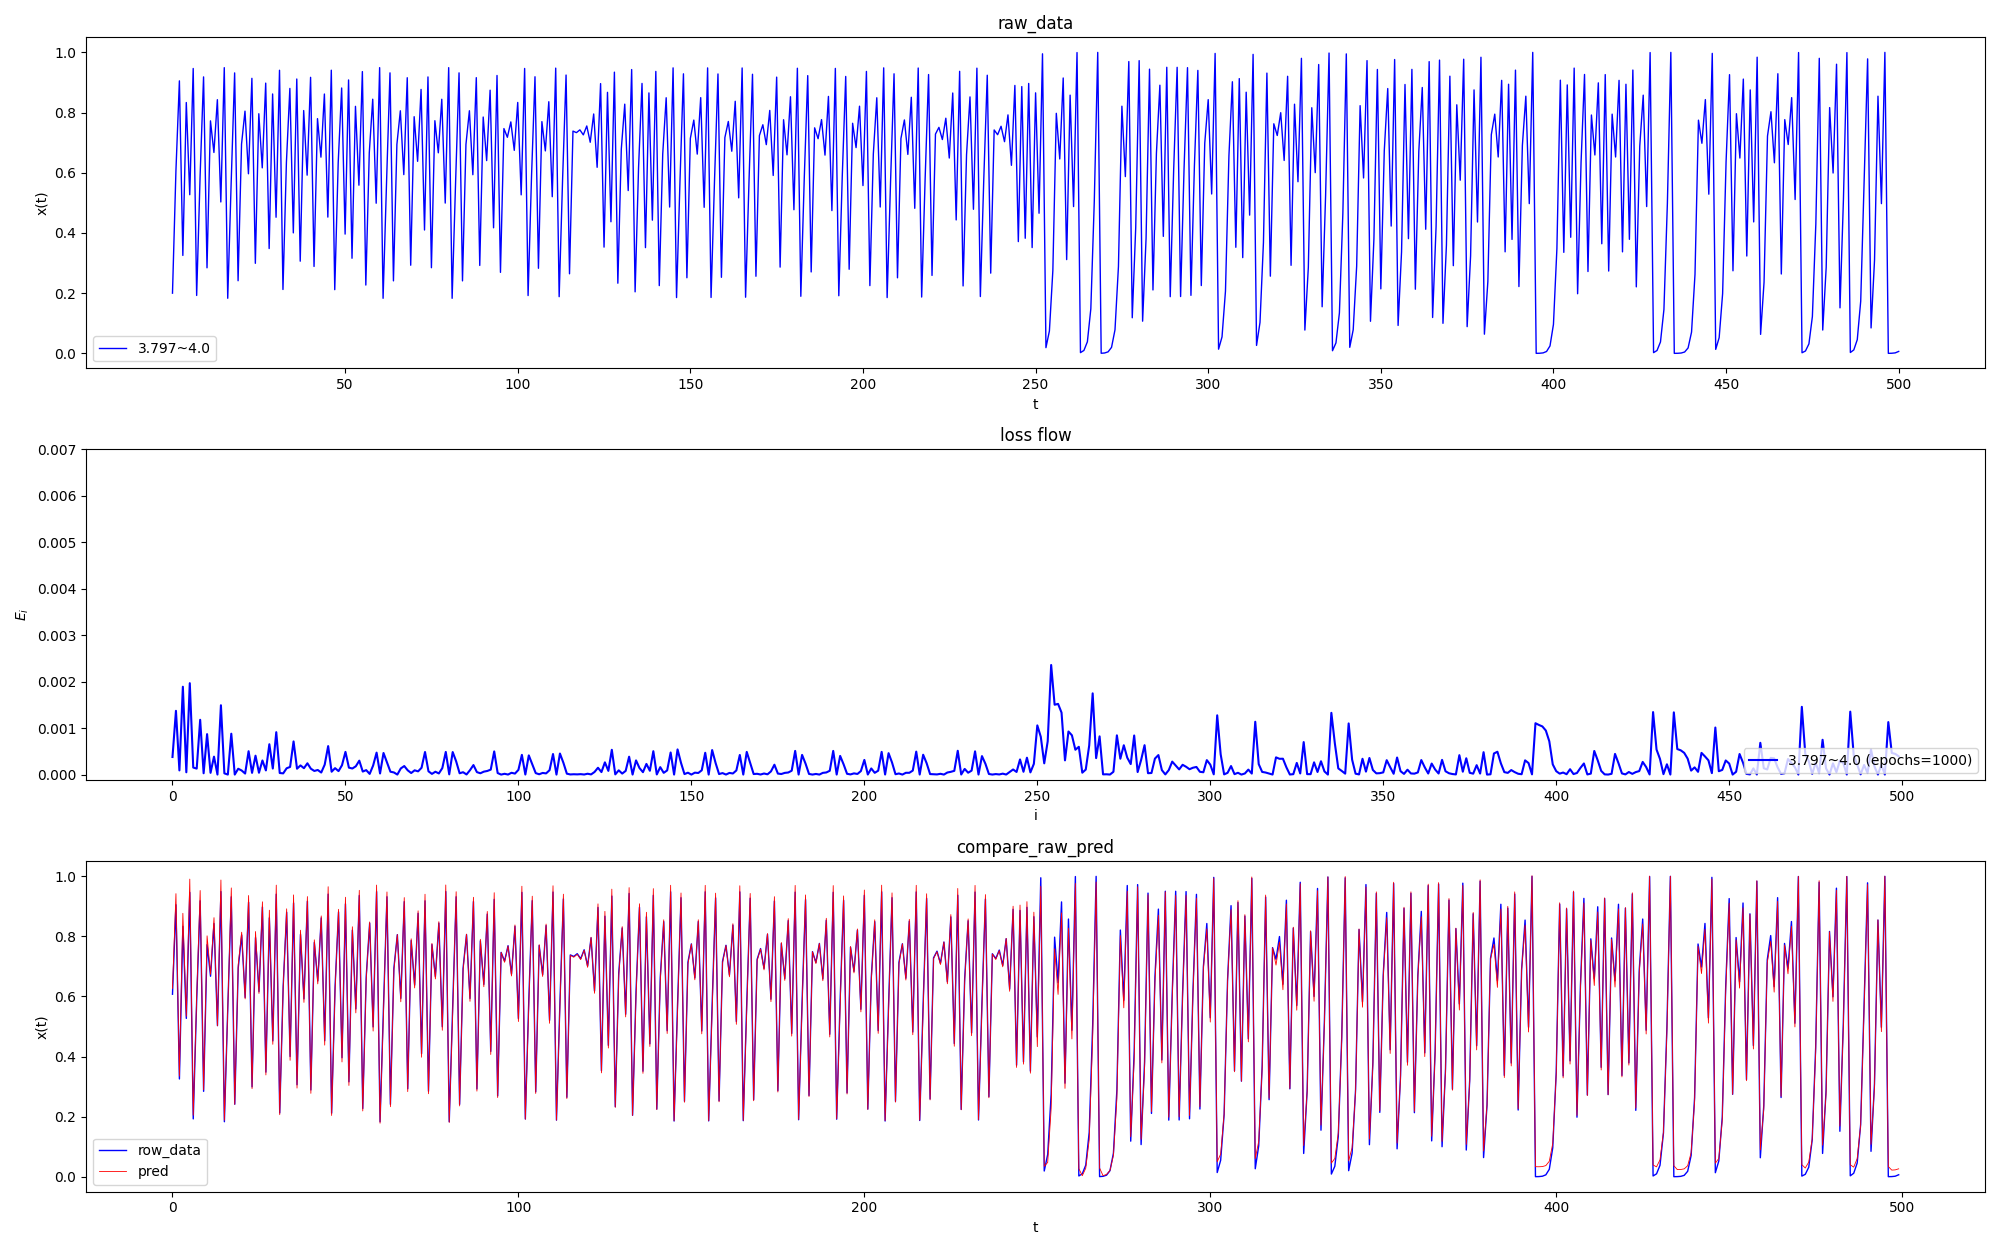 raw_data
1.0
0.8
0.6
0.4
0.2
0.0
x(t)
3.797~4.0
50 100 150 200 250 300 350 400 450 500
t
loss flow
0.007
0.006
0.005
0.004
0.003
0.002
0.001
0.000
E_i
3.797~4.0 (epochs=1000)
0 50 100 150 200 250 300 350 400 450 500
i
compare_raw_pred
1.0
0.8
0.6
0.4
0.2
0.0
x(t)
row_data
pred
0 100 200 300 400 500
t